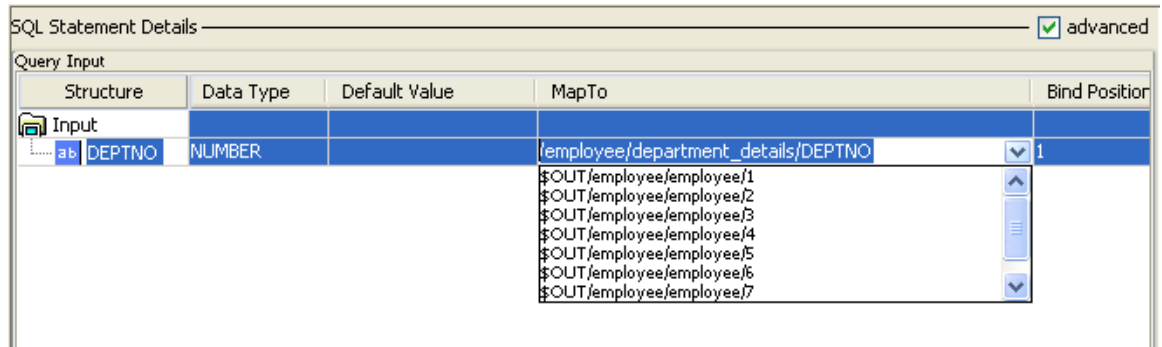 SQL Statement Details advanced
Query Input
Structure Data Type Default Value MapTo Bind Position
Input
ab DEPTNO NUMBER /employee/department_details/DEPTNO 1
$OUT/employee/employee/1
$OUT/employee/employee/2
$OUT/employee/employee/3
$OUT/employee/employee/4
$OUT/employee/employee/5
$OUT/employee/employee/6
$OUT/employee/employee/7